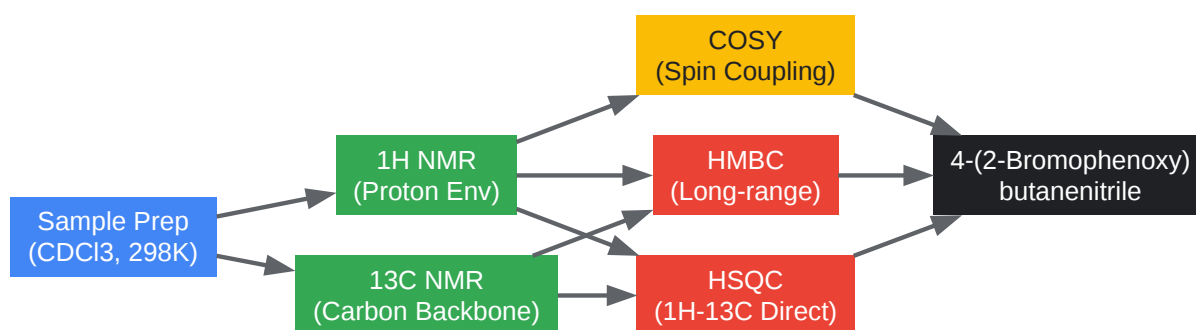 COSY
(Spin Coupling)
1H NMR
(Proton Env)
HMBC
(Long-range)
4-(2-Bromophenoxy)
butanenitrile
Sample Prep
(CDCl3, 298K)
13C NMR
(Carbon Backbone)
HSQC
(1H-13C Direct)